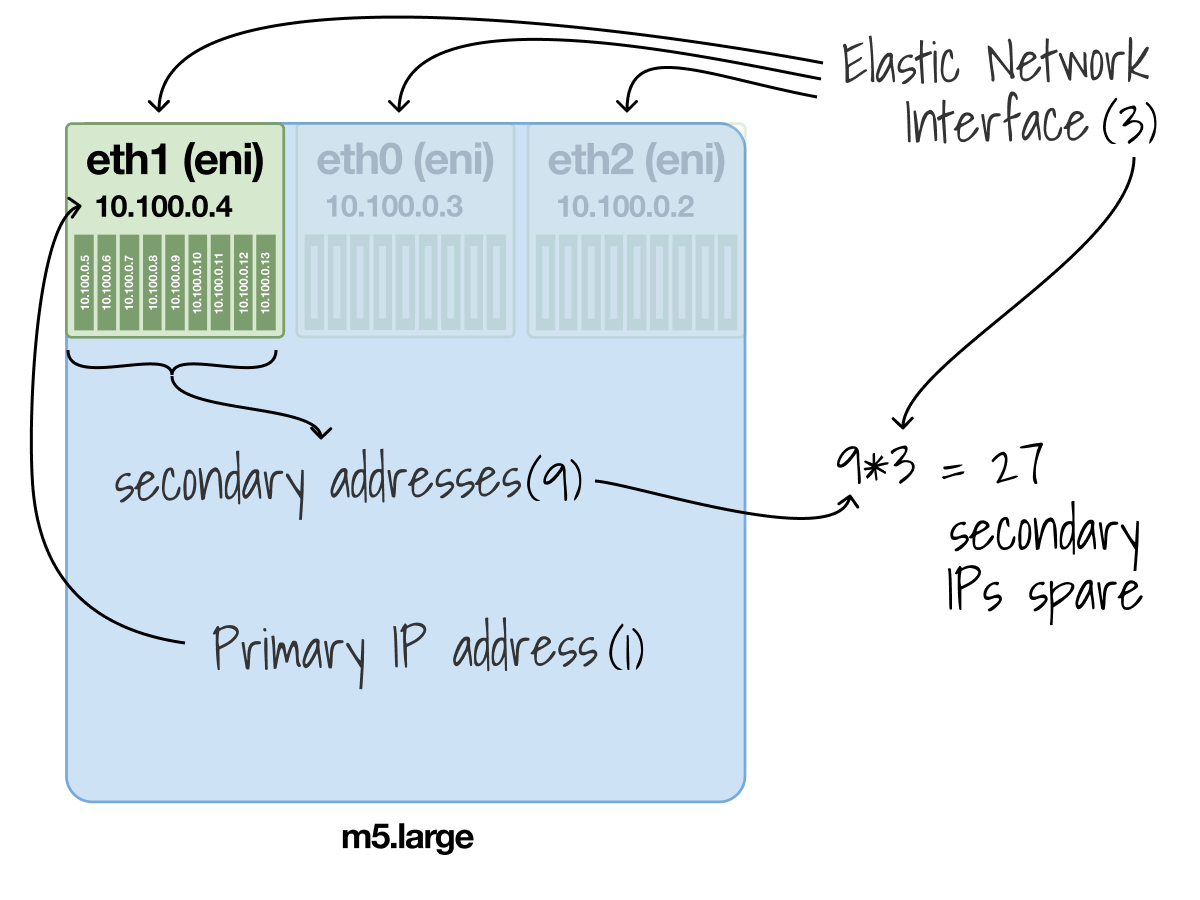 Elastic Network
Interface (3)
eth1 (eni)
10.100.0.4
10.100.0.5
10.100.0.6
10.100.0.7
10.100.0.8
10.100.0.9
10.100.0.10
10.100.0.11
10.100.0.12
10.100.0.13
eth0 (eni)
10.100.0.3
eth2 (eni)
10.100.0.2
secondary addresses(9)
9*3 = 27
secondary
IPs spare
Primary IP address(1)
m5.large